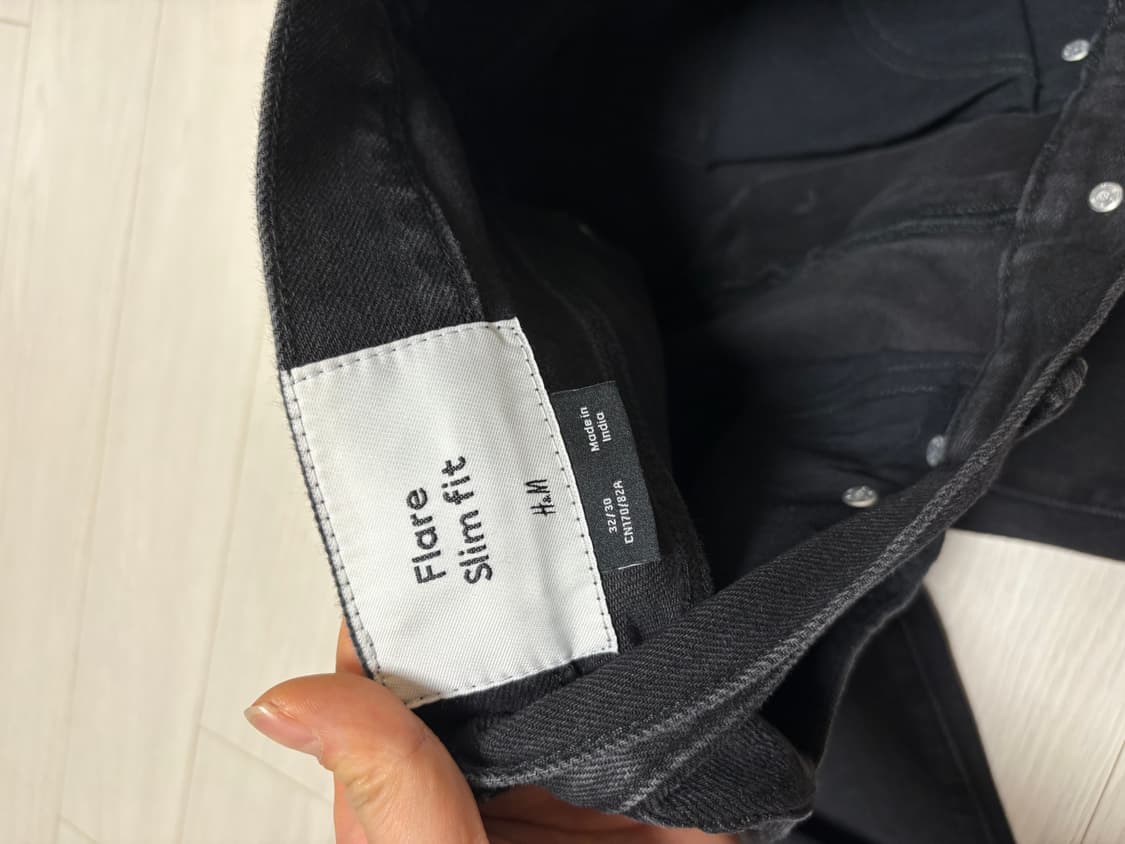 Flare
Slim fit
H&M
32/30
CN170/82A
Made in
India